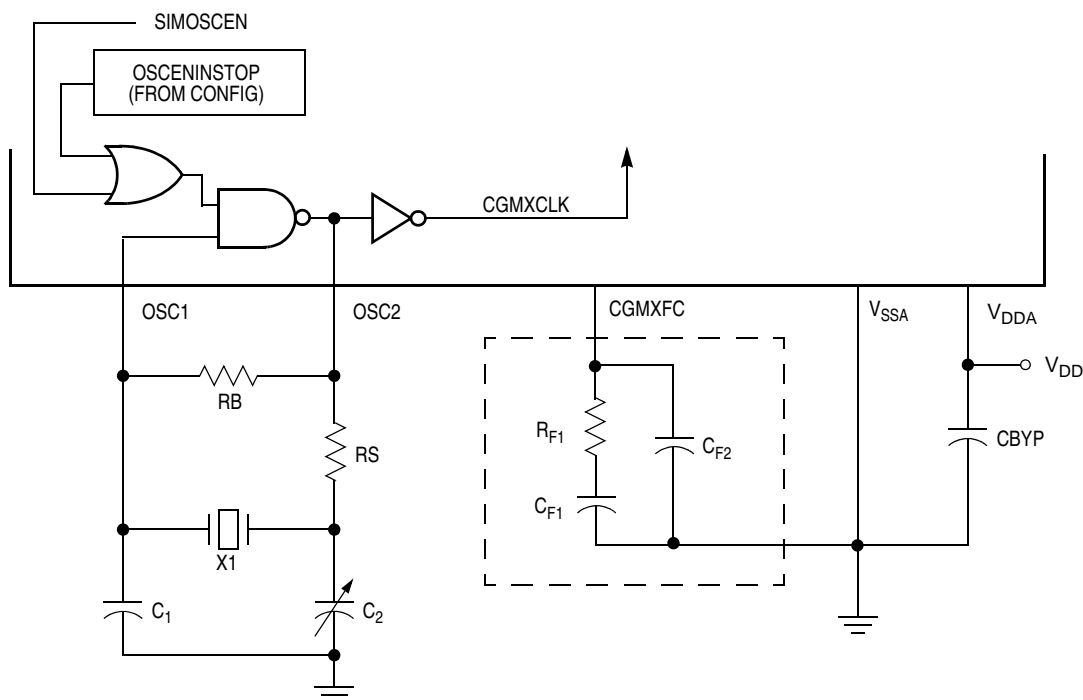 SIMOSCEN
OSCENINSTOP
(FROM CONFIG)
CGMXCLK
OSC1
OSC2
CGMXFC
VSSA
VDDA
VDD
RB
RS
RF1
CF2
CBYP
CF1
X1
C1
C2